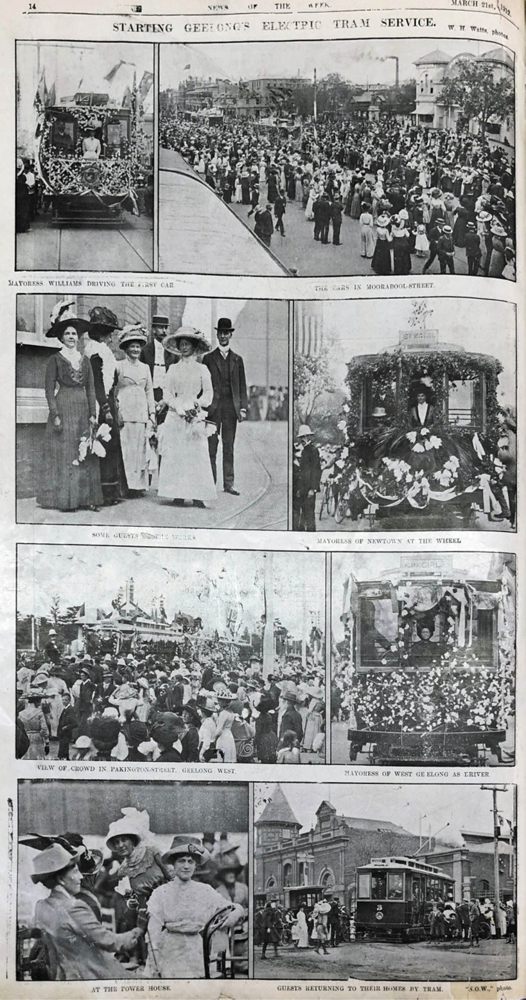 14 NEWS OF THE WEEK. MARCH 21st, 1912.
STARTING GEELONG'S ELECTRIC TRAM SERVICE.
W. H. Watts, photos.
MAYORESS WILLIAMS DRIVING THE FIRST CAR
THE CARS IN MOORABOOL-STREET.
SPECIAL
SOME GUESTS THE WORKS
MAYORESS OF NEWTOWN AT THE WHEEL
SPECIAL
VIEW OF CROWD IN PAKINGTON-STREET, GEELONG WEST.
MAYORESS OF WEST GEELONG AS DRIVER
3
AT THE POWER HOUSE.
GUESTS RETURNING TO THEIR HOMES BY TRAM. "N.O.W.," photo.